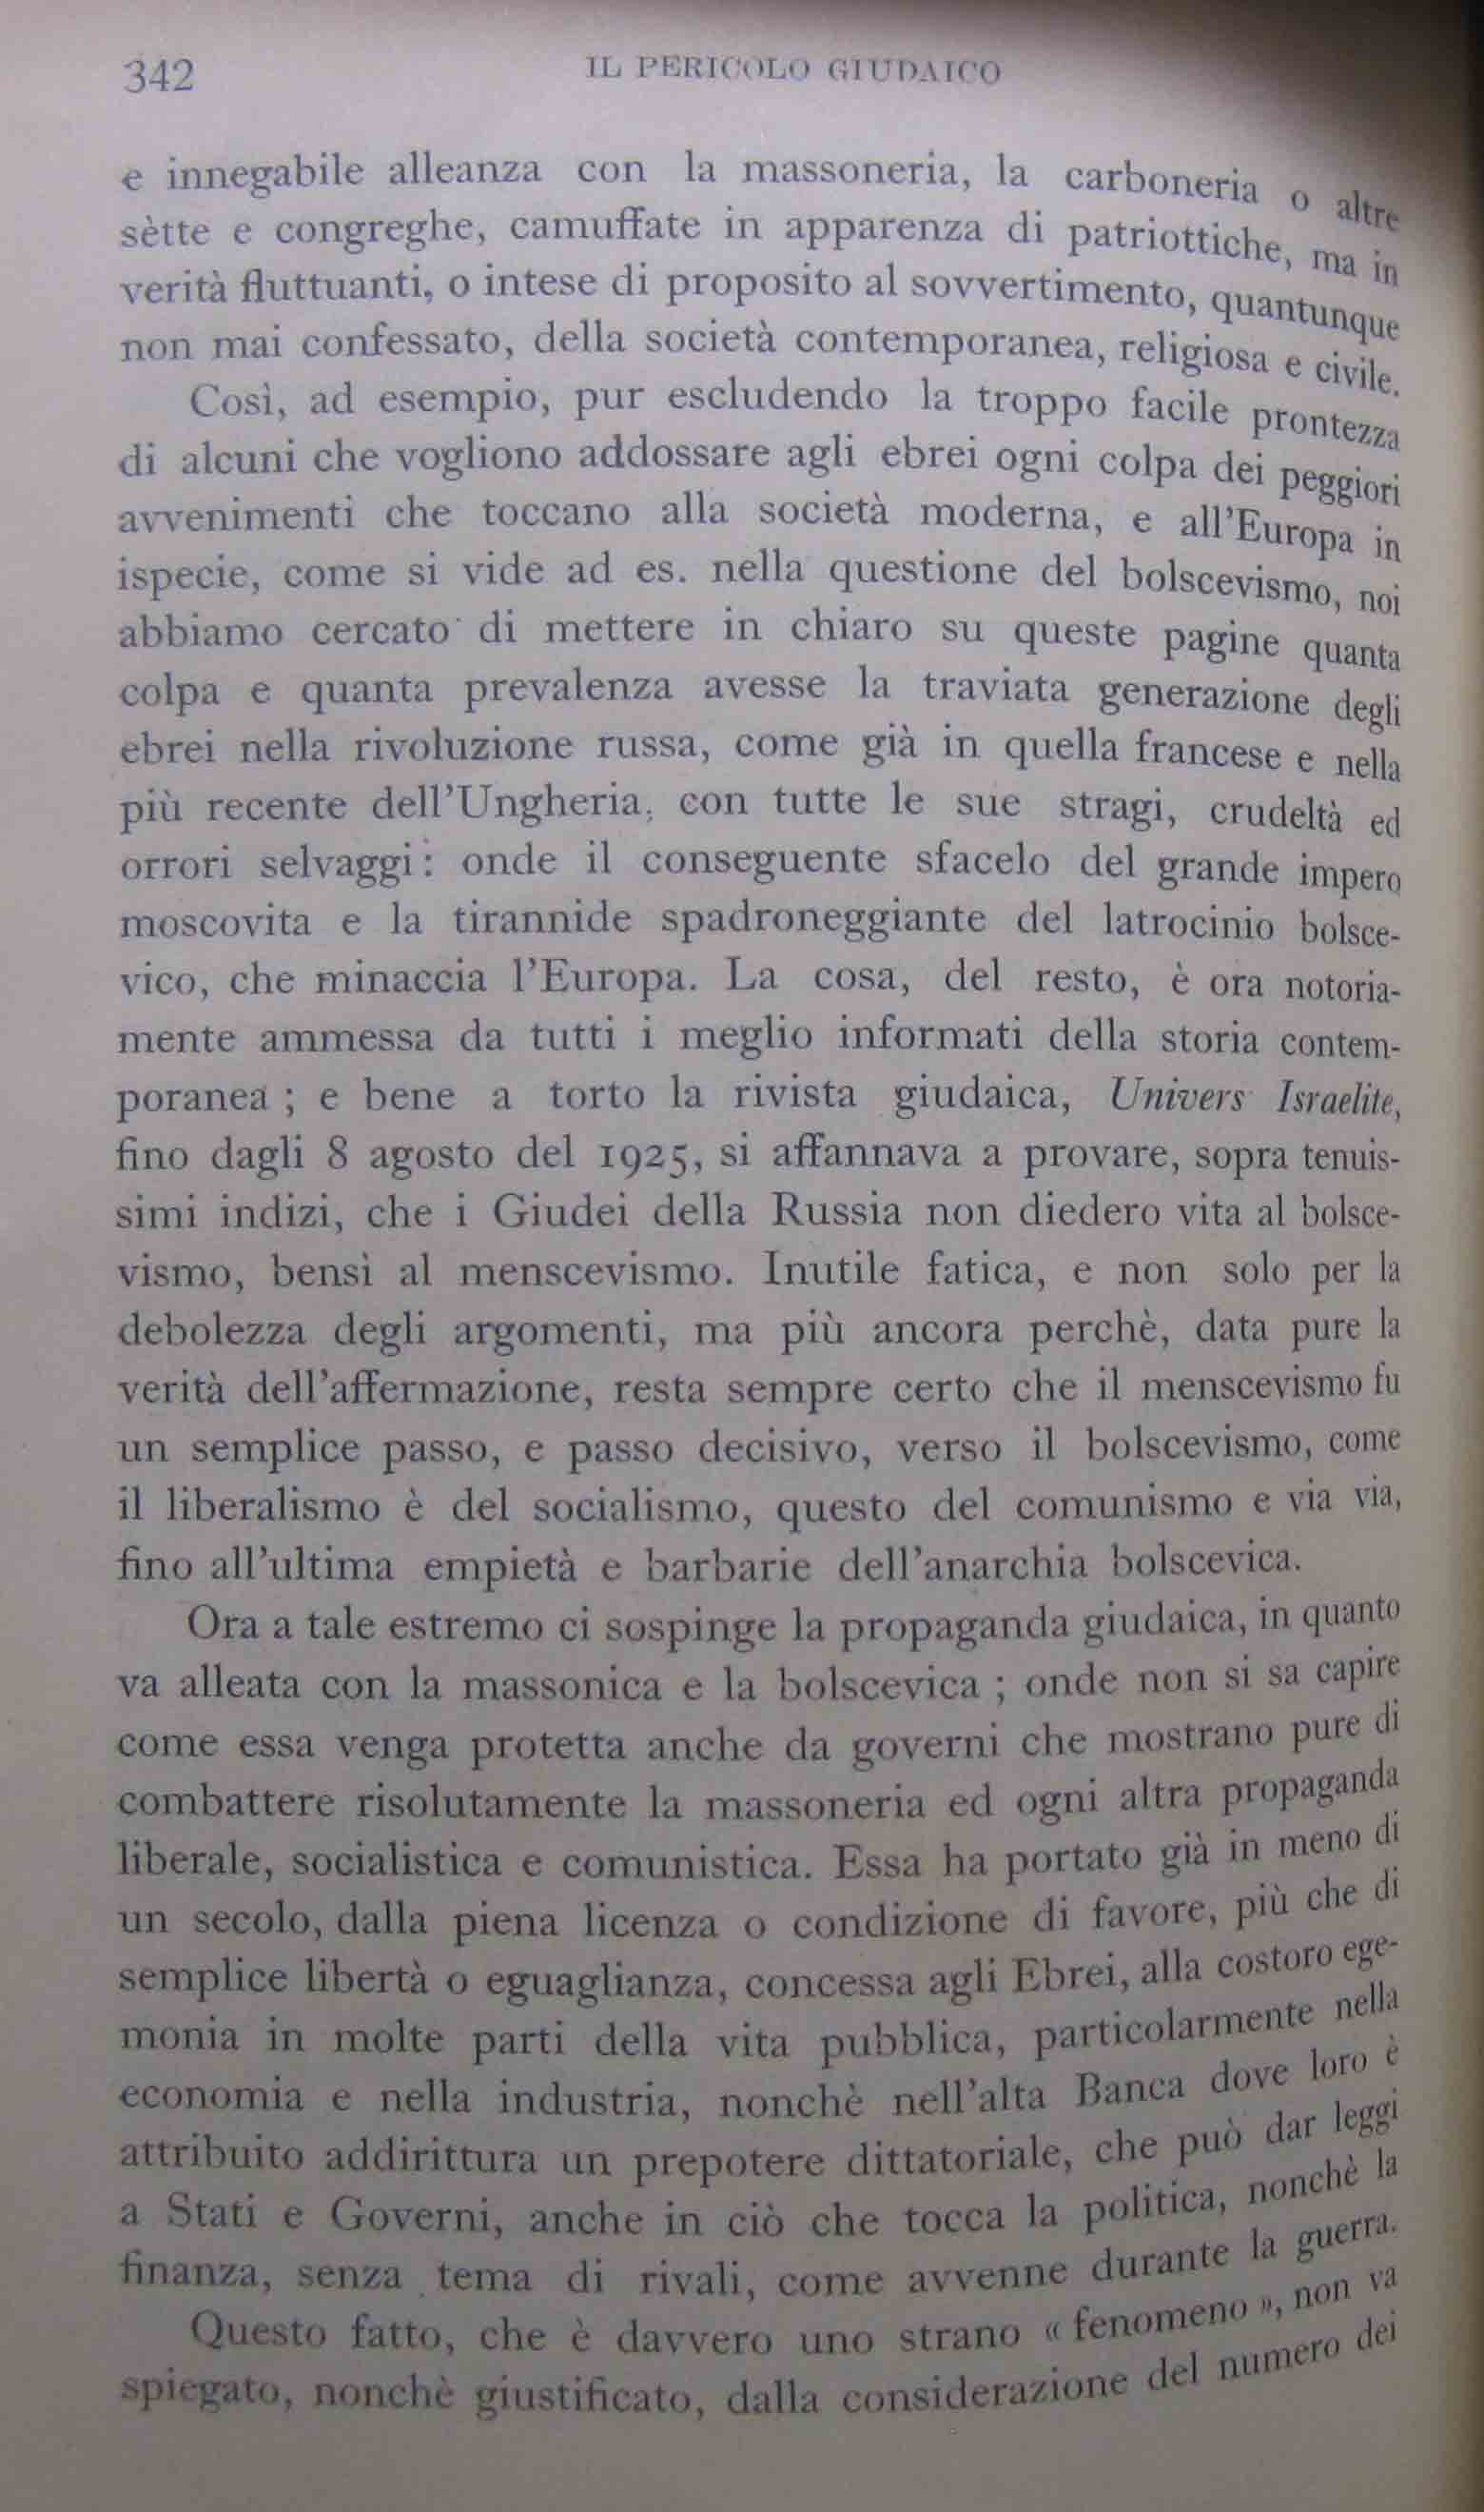 342
IL PERICOLO GIUDAICO
e innegabile alleanza con la massoneria, la carboneria o altre
sètte e congreghe, camuffate in apparenza di patriottiche, ma in
verità fluttuanti, o intese di proposito al sovvertimento, quantunque
non mai confessato, della società contemporanea, religiosa e civile.
Così, ad esempio, pur escludendo la troppo facile prontezza
di alcuni che vogliono addossare agli ebrei ogni colpa dei peggiori
avvenimenti che toccano alla società moderna, e all'Europa in
ispecie, come si vide ad es. nella questione del bolscevismo, noi
abbiamo cercato di mettere in chiaro su queste pagine quanta
colpa e quanta prevalenza avesse la traviata generazione degli
ebrei nella rivoluzione russa, come già in quella francese e nella
più recente dell'Ungheria, con tutte le sue stragi, crudeltà ed
orrori selvaggi : onde il conseguente sfacelo del grande impero
moscovita e la tirannide spadroneggiante del latrocinio bolsce-
vico, che minaccia l'Europa. La cosa, del resto, è ora notoria-
mente ammessa da tutti i meglio informati della storia contem-
poranea ; e bene a torto la rivista giudaica, Univers Israelite,
fino dagli 8 agosto del 1925, si affannava a provare, sopra tenuis-
simi indizi, che i Giudei della Russia non diedero vita al bolsce-
vismo, bensì al menscevismo. Inutile fatica, e non solo per la
debolezza degli argomenti, ma più ancora perchè, data pure la
verità dell'affermazione, resta sempre certo che il menscevismo fu
un semplice passo, e passo decisivo, verso il bolscevismo, come
il liberalismo è del socialismo, questo del comunismo e via via,
fino all'ultima empietà e barbarie dell'anarchia bolscevica.
Ora a tale estremo ci sospinge la propaganda giudaica, in quanto
va alleata con la massonica e la bolscevica ; onde non si sa capire
come essa venga protetta anche da governi che mostrano pure di
combattere risolutamente la massoneria ed ogni altra propaganda
liberale, socialistica e comunistica. Essa ha portato già in meno di
un secolo, dalla piena licenza o condizione di favore, più che di
semplice libertà o eguaglianza, concessa agli Ebrei, alla costoro ege-
monia in molte parti della vita pubblica, particolarmente nella
economia e nella industria, nonchè nell'alta Banca dove loro è
attribuito addirittura un prepotere dittatoriale, che può dar leggi
a Stati e Governi, anche in ciò che tocca la politica, nonchè la
finanza, senza tema di rivali, come avvenne durante la guerra.
Questo fatto, che è davvero uno strano « fenomeno », non va
spiegato, nonchè giustificato, dalla considerazione del numero dei